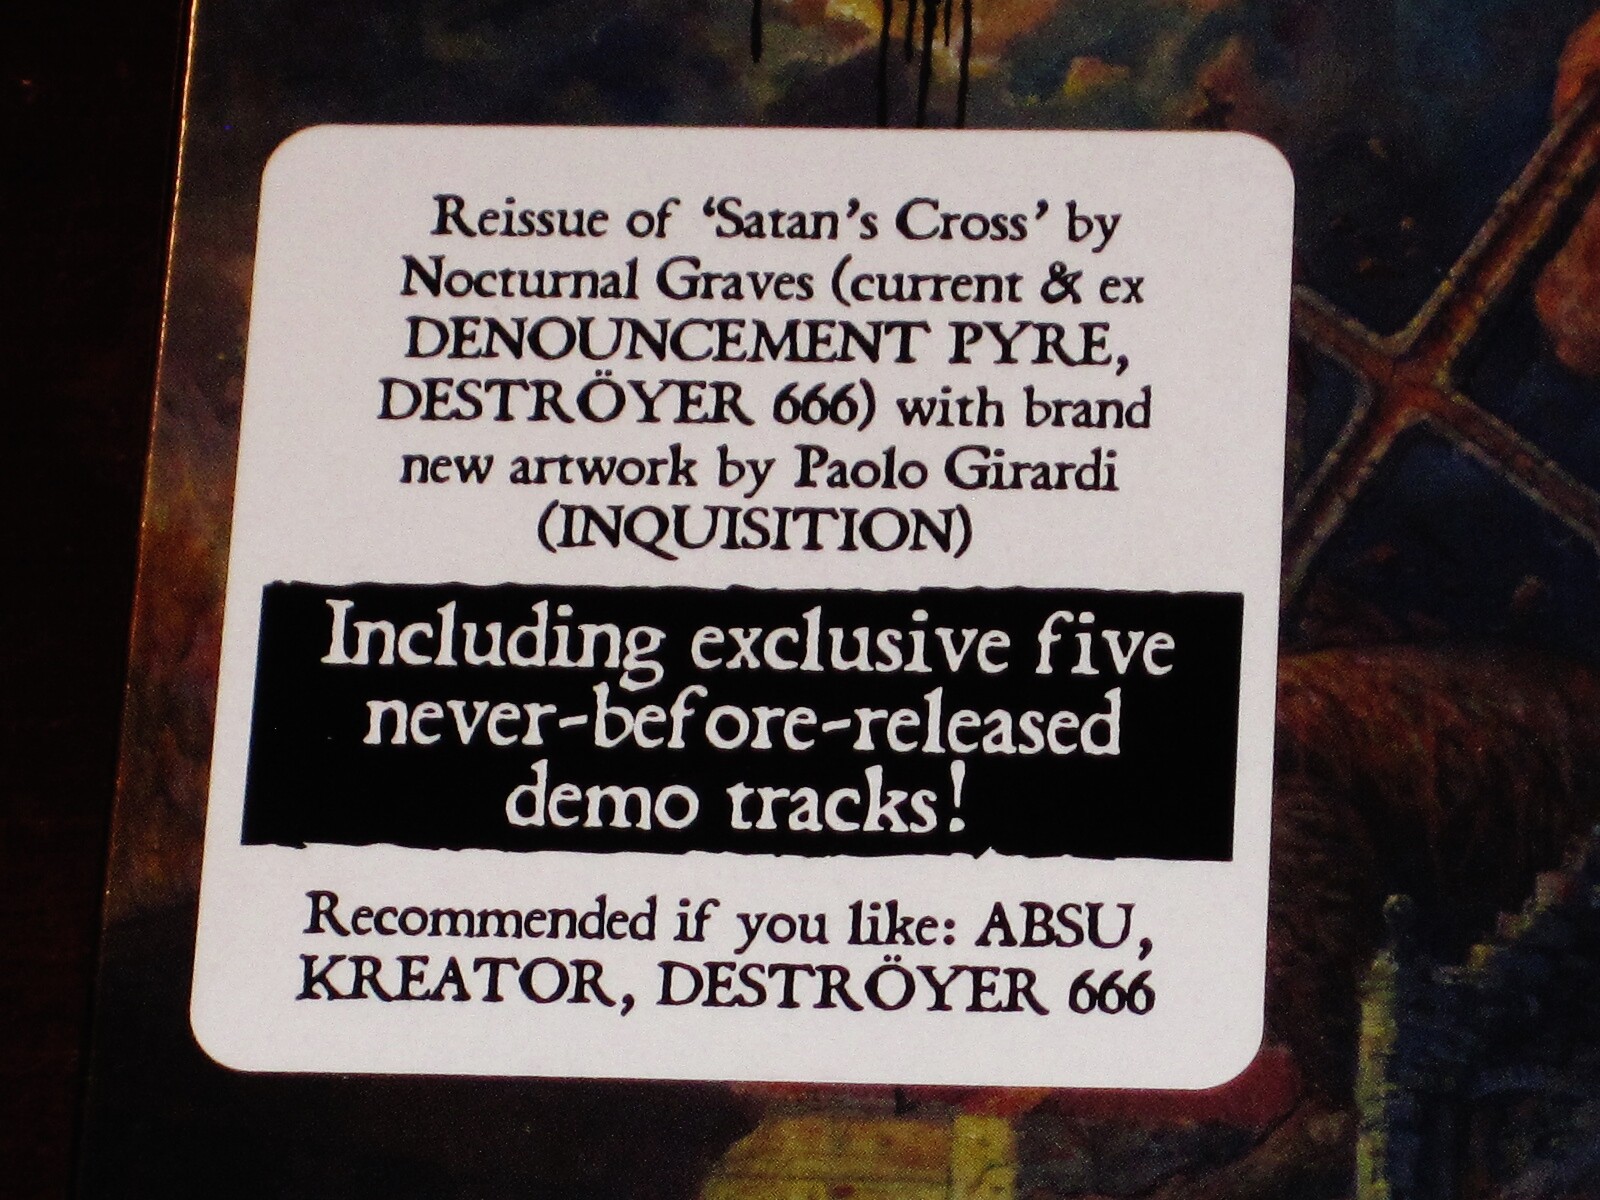 Reissue of ‘Satan’s Cross’ by
Nocturnal Graves (current & ex
DENOUNCEMENT PYRE,
DESTRÖYER 666) with brand
new artwork by Paolo Girardi
(INQUISITION)
Including exclusive five
never-before-released
demo tracks!
Recommended if you like: ABSU,
KREATOR, DESTRÖYER 666